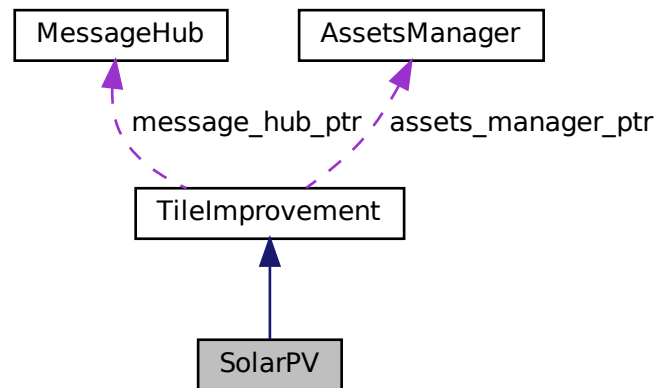 MessageHub
AssetsManager
message_hub_ptr
assets_manager_ptr
TileImprovement
SolarPV